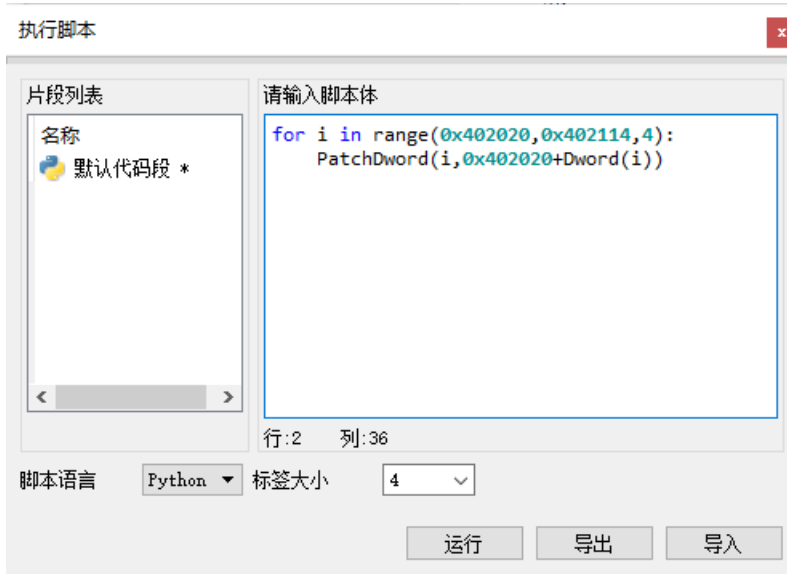 执行脚本
x
片段列表
名称
默认代码段 *
请输入脚本体
for i in range(0x402020,0x402114,4):
    PatchDword(i,0x402020+Dword(i))
行:2 列:36
脚本语言 Python 标签大小 4
运行 导出 导入